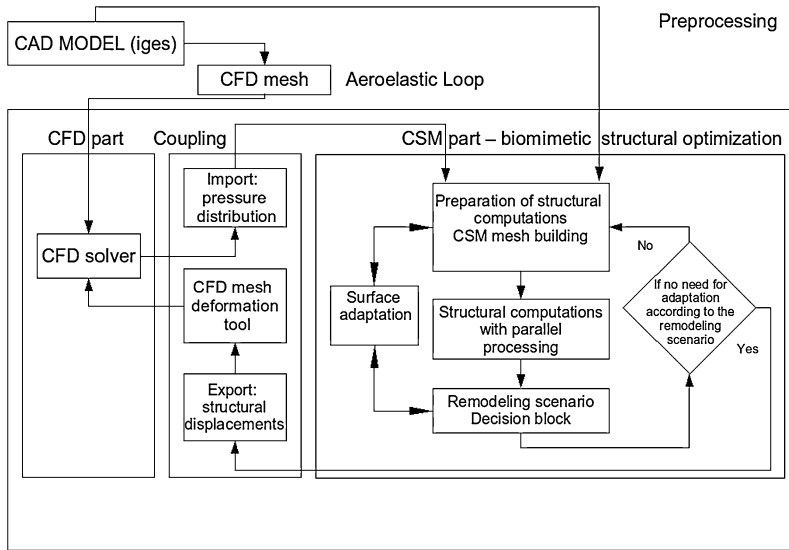 Preprocessing
CAD MODEL (iges)
CFD mesh
Aeroelastic Loop
CFD part
Coupling
CSM part – biomimetic structural optimization
Import:
pressure
distribution
CFD solver
CFD mesh
deformation
tool
Export:
structural
displacements
Preparation of structural
computations
CSM mesh building
Surface
adaptation
Structural computations
with parallel
processing
Remodeling scenario
Decision block
No
If no need for
adaptation
according to the
remodeling
scenario
Yes